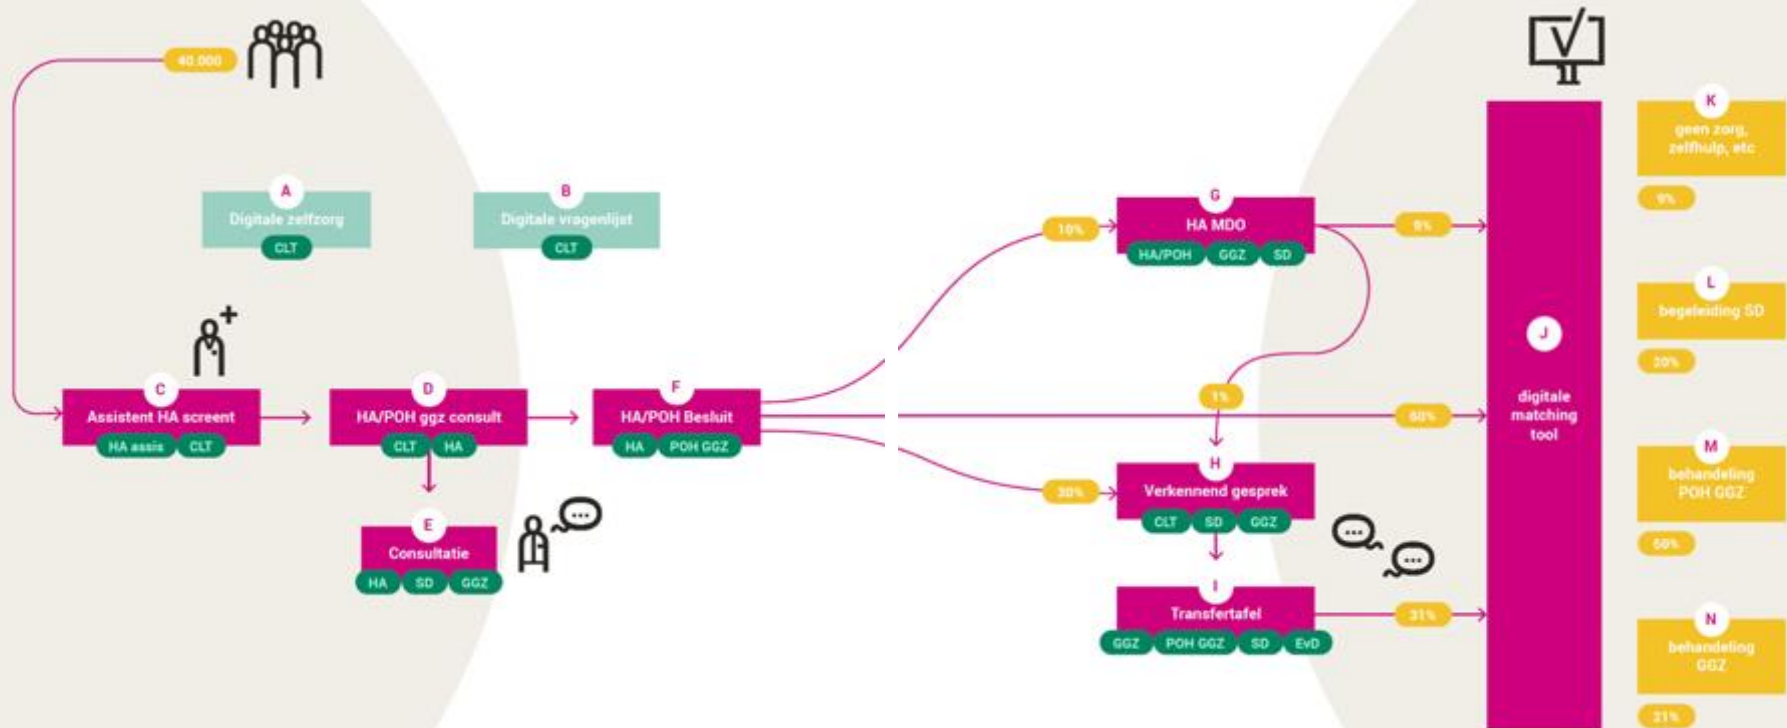 40.000
A
Digitale zelfzorg
CLT
B
Digitale vragenlijst
CLT
C
Assistent HA screent
HA assis CLT
D
HA/POH ggz consult
CLT HA
E
Consultatie
HA SD GGZ
F
HA/POH Besluit
HA POH GGZ
10%
G
HA MDO
HA/POH GGZ SD
9%
1%
60%
30%
H
Verkennend gesprek
CLT SD GGZ
I
Transfertafel
GGZ POH GGZ SD EvD
31%
J
digitale
matching
tool
K
geen zorg,
zelfhulp, etc
9%
L
begeleiding SD
20%
M
behandeling
POH GGZ
50%
N
behandeling
GGZ
21%